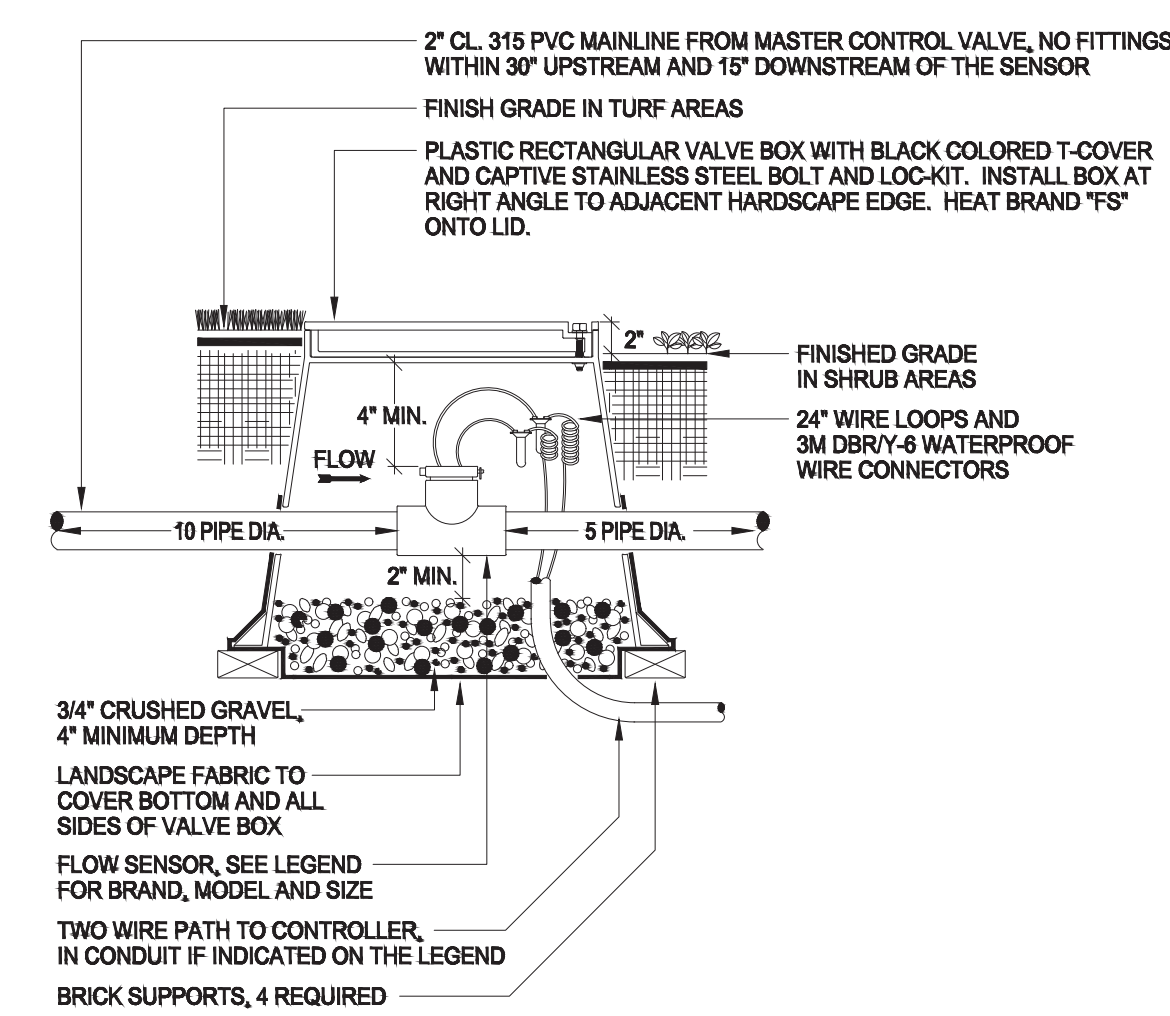 2" CL. 315 PVC MAINLINE FROM MASTER CONTROL VALVE, NO FITTINGS
WITHIN 30" UPSTREAM AND 15" DOWNSTREAM OF THE SENSOR
FINISH GRADE IN TURF AREAS
PLASTIC RECTANGULAR VALVE BOX WITH BLACK COLORED T-COVER
AND CAPTIVE STAINLESS STEEL BOLT AND LOC-KIT. INSTALL BOX AT
RIGHT ANGLE TO ADJACENT HARDSCAPE EDGE. HEAT BRAND "FS"
ONTO LID.
2"
FINISHED GRADE
IN SHRUB AREAS
4" MIN.
24" WIRE LOOPS AND
3M DBR/Y-6 WATERPROOF
WIRE CONNECTORS
FLOW
10 PIPE DIA.
5 PIPE DIA.
2" MIN.
3/4" CRUSHED GRAVEL,
4" MINIMUM DEPTH
LANDSCAPE FABRIC TO
COVER BOTTOM AND ALL
SIDES OF VALVE BOX
FLOW SENSOR, SEE LEGEND
FOR BRAND, MODEL AND SIZE
TWO WIRE PATH TO CONTROLLER,
IN CONDUIT IF INDICATED ON THE LEGEND
BRICK SUPPORTS, 4 REQUIRED